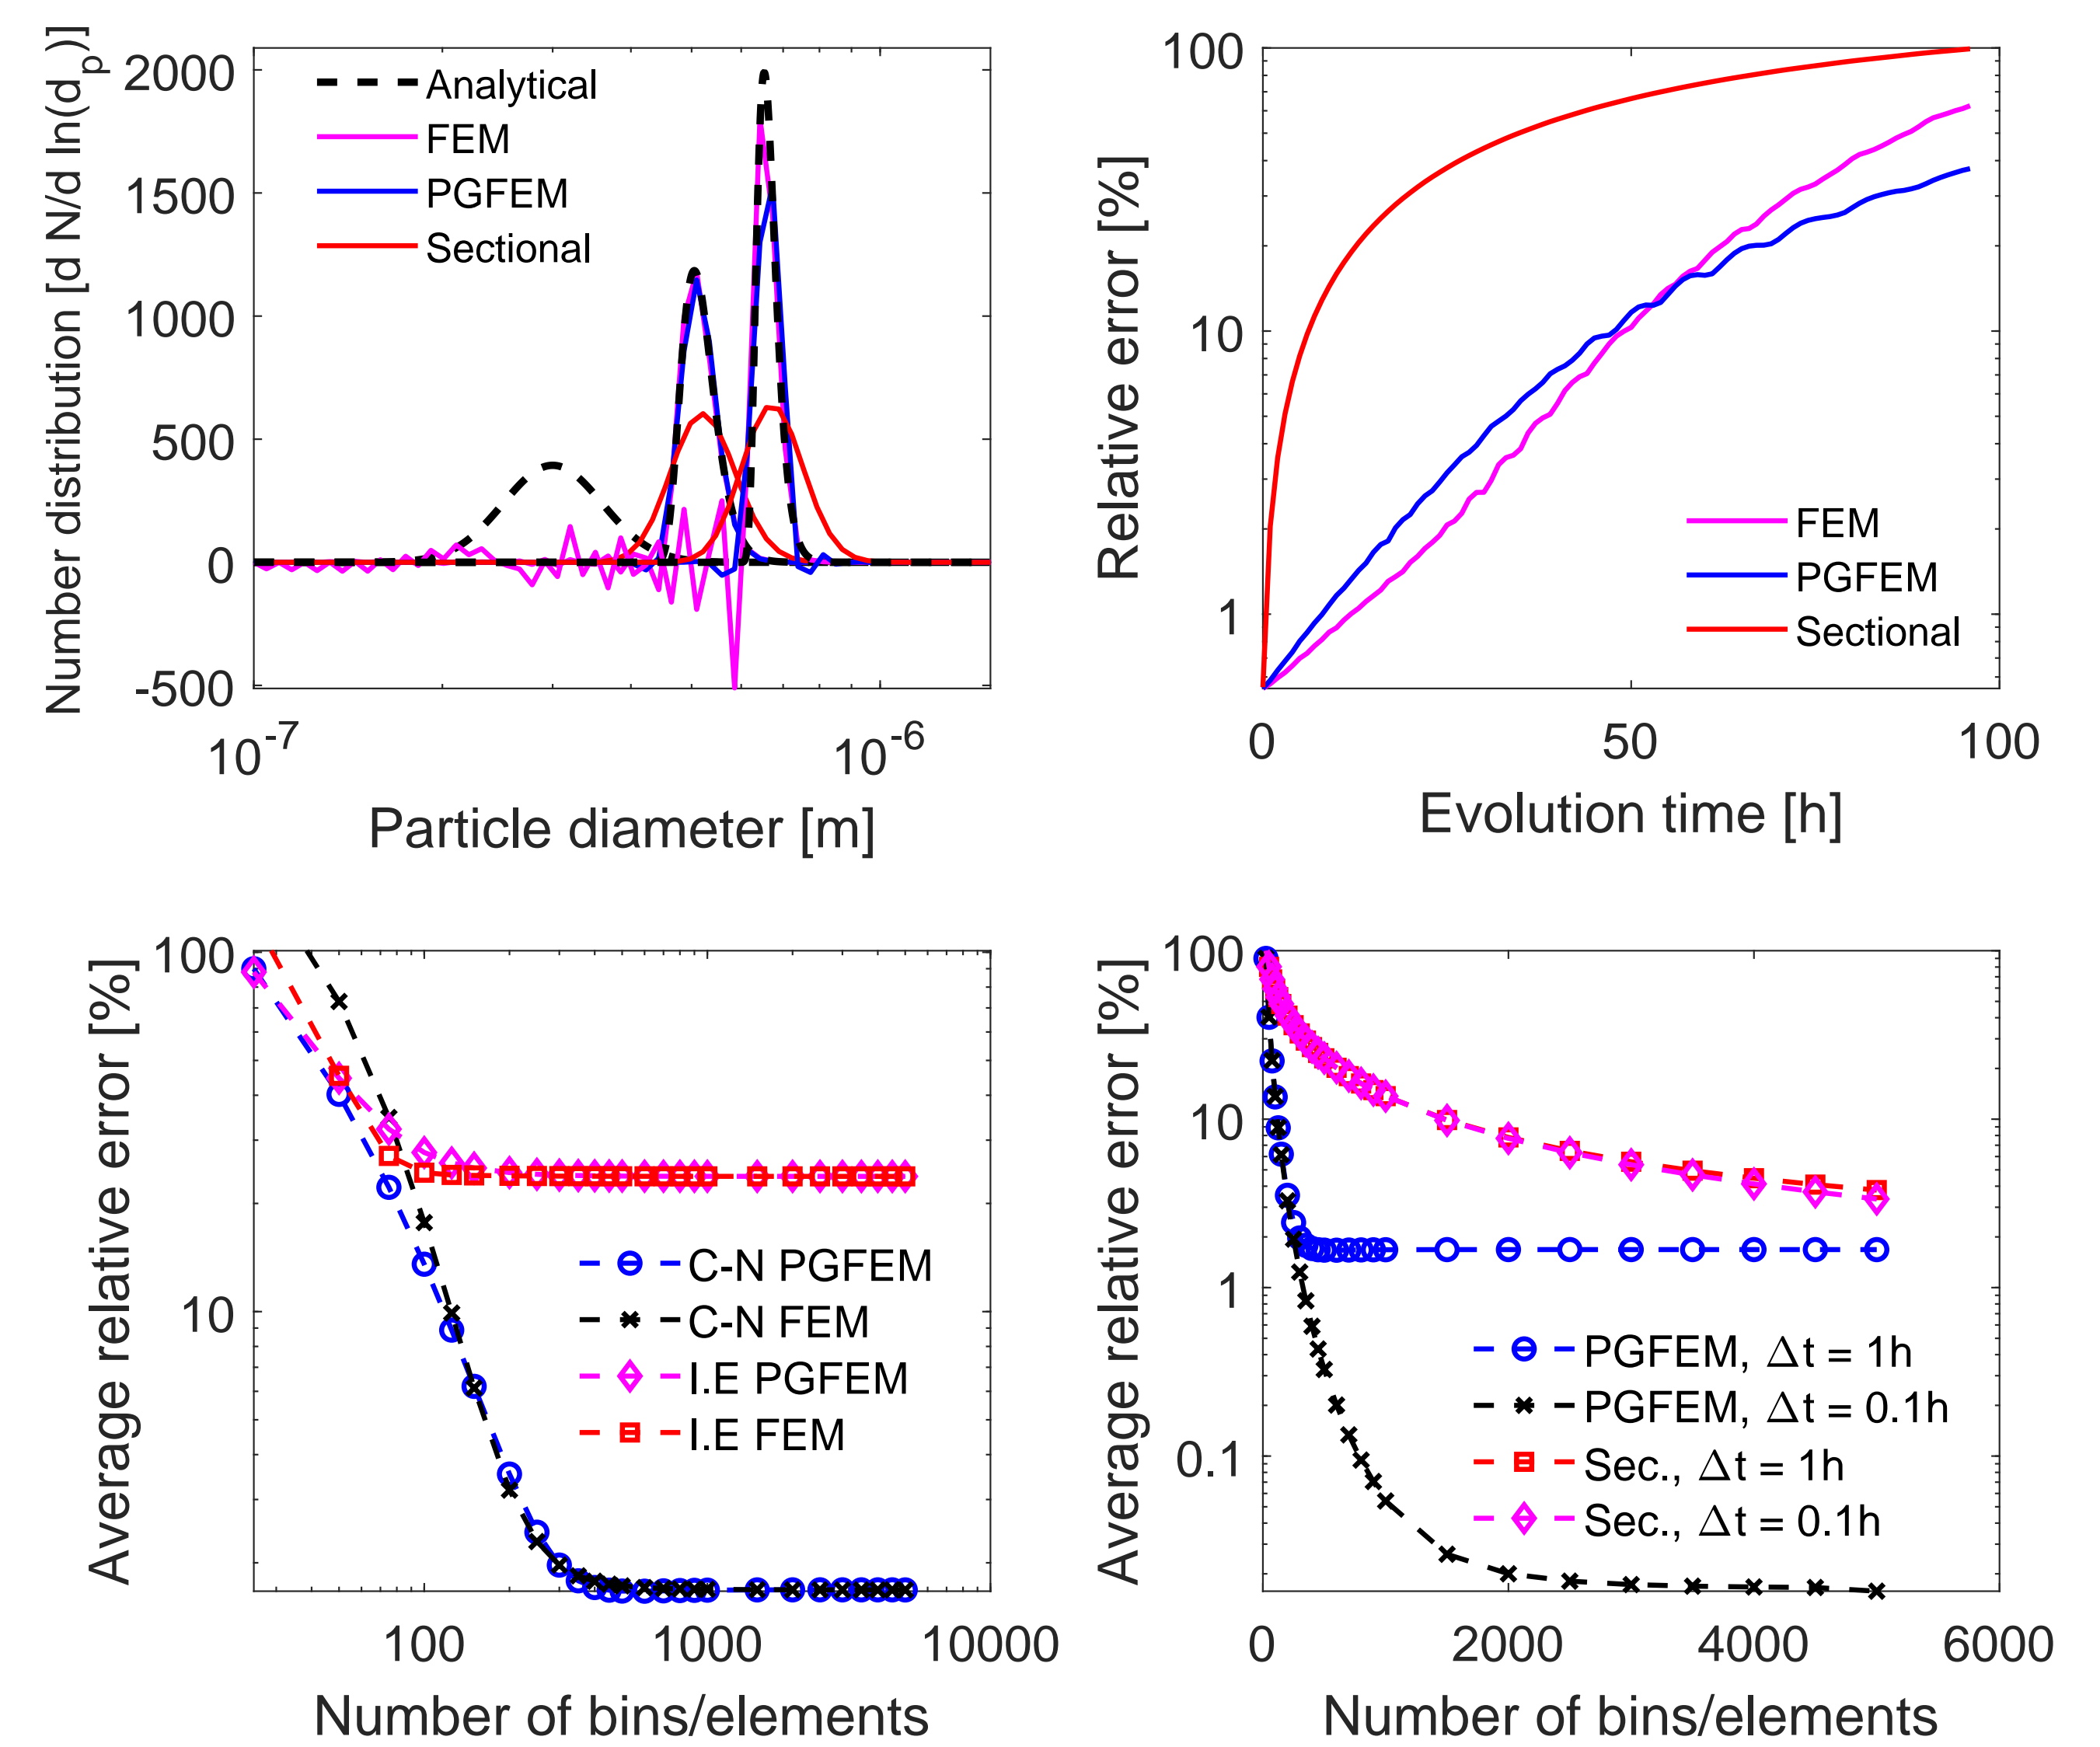 Number distribution [d N/d ln(dp)]
2000
1500
1000
500
0
-500
Analytical
FEM
PGFEM
Sectional
10-7
10-6
Particle diameter [m]
Relative error [%]
100
10
1
FEM
PGFEM
Sectional
0
50
100
Evolution time [h]
Average relative error [%]
100
10
C-N PGFEM
C-N FEM
I.E PGFEM
I.E FEM
100
1000
10000
Number of bins/elements
Average relative error [%]
100
10
1
0.1
PGFEM, Δt = 1h
PGFEM, Δt = 0.1h
Sec., Δt = 1h
Sec., Δt = 0.1h
0
2000
4000
6000
Number of bins/elements